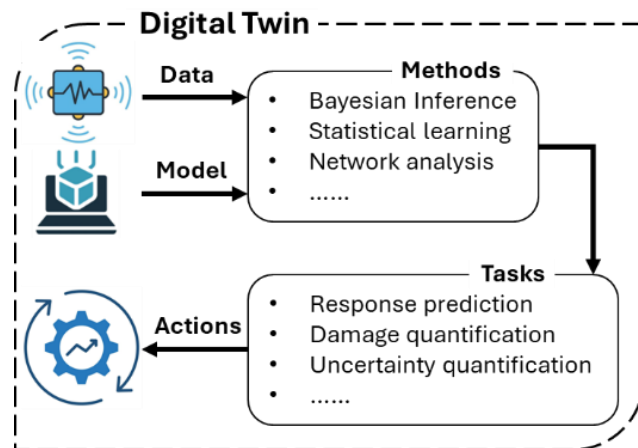 Digital Twin
Data
Methods
• Bayesian Inference
• Statistical learning
• Network analysis
• ......
Model
Tasks
• Response prediction
• Damage quantification
• Uncertainty quantification
• ......
Actions